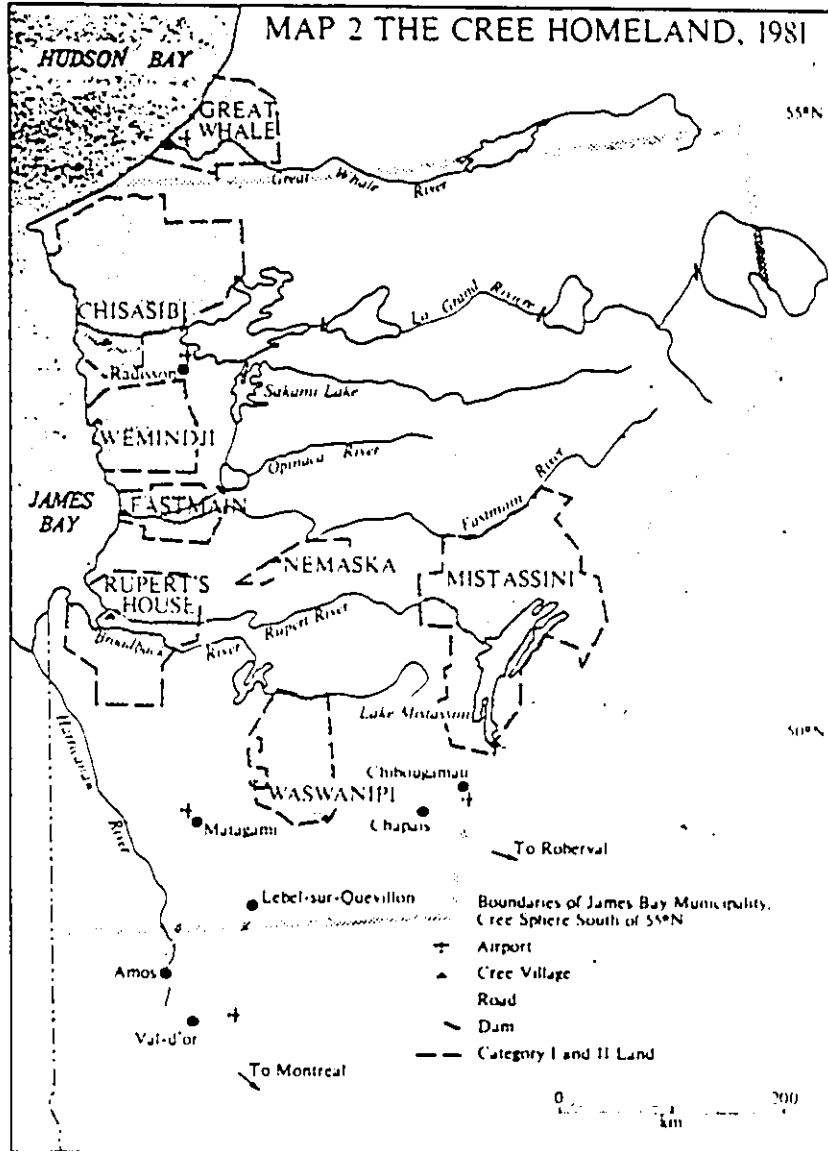 MAP 2 THE CREE HOMELAND, 1981
HUDSON BAY
GREAT
WHALE
55°N
Great Whale River
CHISASIBI
La Grand Riviere
Radisson
Sakami Lake
WEMINDJI
Opinaca River
JAMES
BAY
EASTMAIN
Eastmain River
NEMASKA
MISTASSINI
RUPERT'S
HOUSE
Rupert River
Broadback River
Lake Mistassini
50°N
Harricanaw River
WASWANIPI
Chibougamau
Matagami
Chapais
To Roberval
Lebel-sur-Quevillon
Boundaries of James Bay Municipality,
Cree Sphere South of 55°N
Airport
Amos
Cree Village
Road
Val-d'or
Dam
Category I and II Land
To Montreal
0 200
km